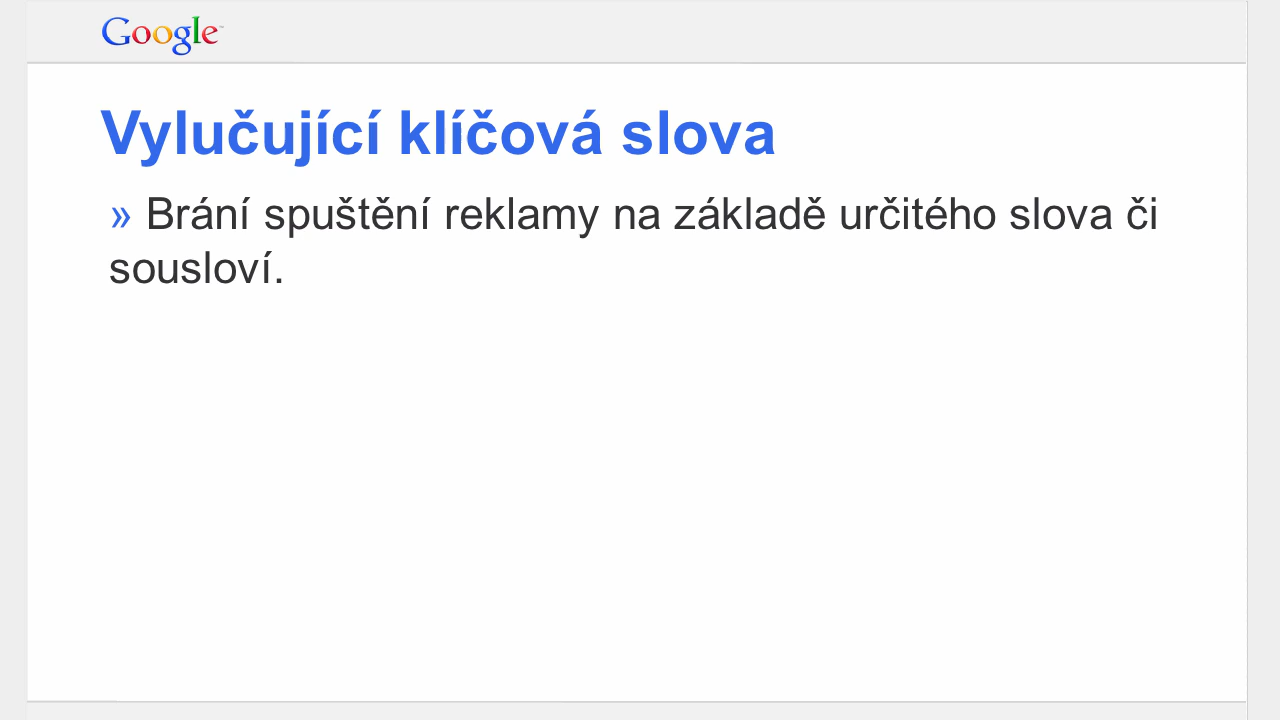 Google
Vylučující klíčová slova
» Brání spuštění reklamy na základě určitého slova či
sousloví.